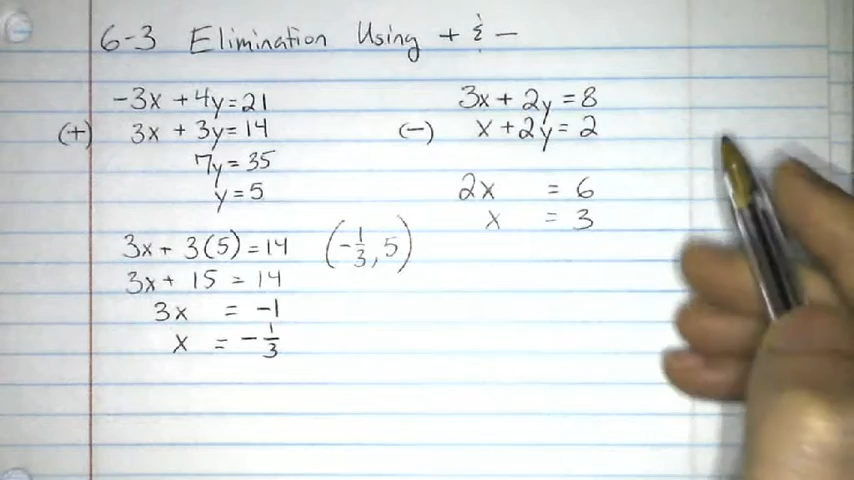 6-3 Elimination Using + & −
-3x + 4y = 21
(+) 3x + 3y = 14
7y = 35
y = 5
3x + 3(5) = 14 (-1/3, 5)
3x + 15 = 14
3x = -1
x = -1/3
3x + 2y = 8
(−) x + 2y = 2
2x = 6
x = 3